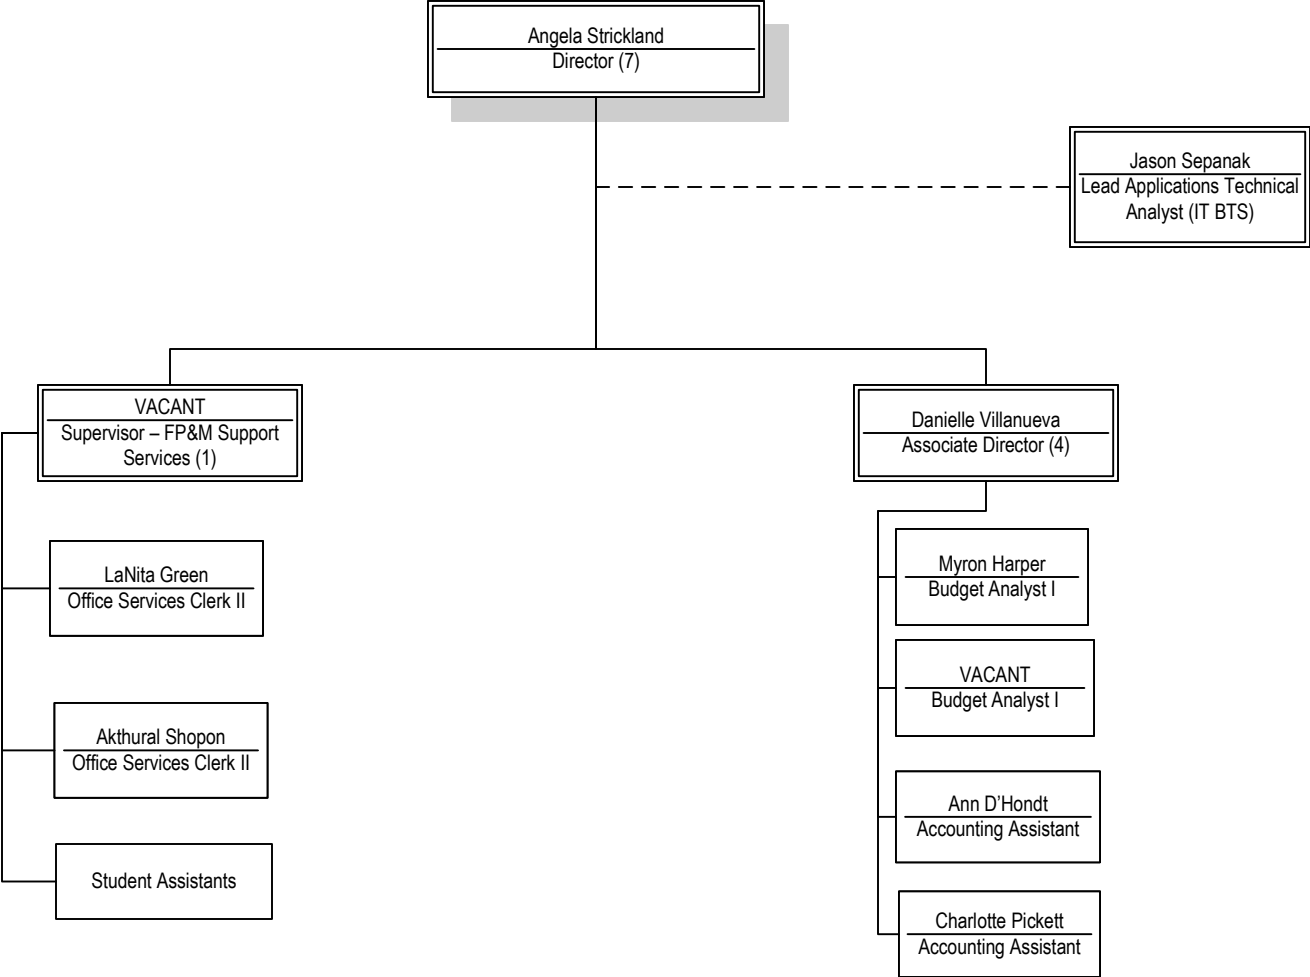 Angela Strickland
Director (7)
Jason Sepanak
Lead Applications Technical
Analyst (IT BTS)
VACANT
Supervisor – FP&M Support
Services (1)
Danielle Villanueva
Associate Director (4)
LaNita Green
Office Services Clerk II
Akthural Shopon
Office Services Clerk II
Student Assistants
Myron Harper
Budget Analyst I
VACANT
Budget Analyst I
Ann D’Hondt
Accounting Assistant
Charlotte Pickett
Accounting Assistant